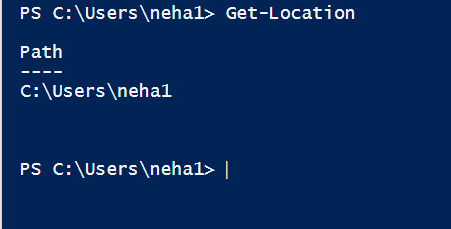 PS C:\Users\neha1> Get-Location
Path
----
C:\Users\neha1
PS C:\Users\neha1>